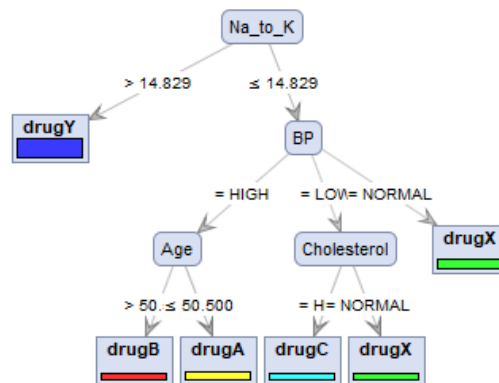 Na_to_K
> 14.829
≤ 14.829
drugY
BP
= HIGH
= LOW
= NORMAL
Age
Cholesterol
drugX
> 50.
≤ 50.500
= H
= NORMAL
drugB
drugA
drugC
drugX